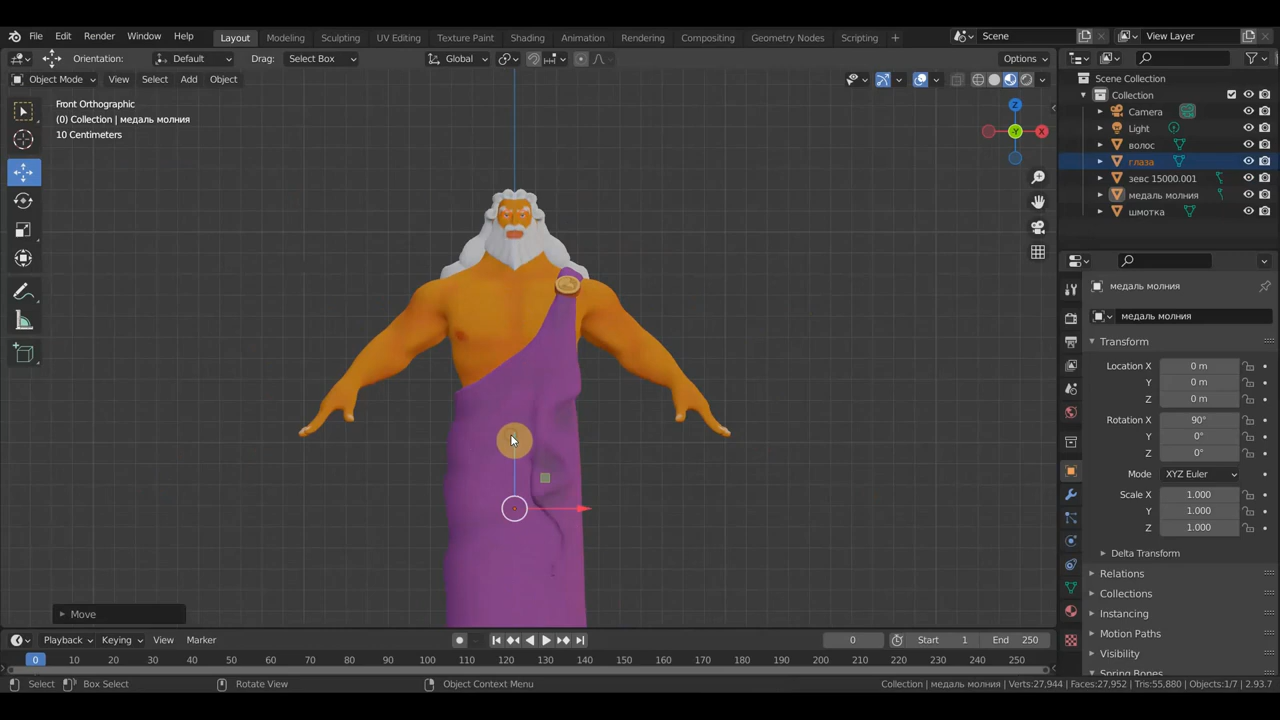 File Edit Render Window Help Layout Modeling Sculpting UV Editing Texture Paint Shading Animation Rendering Compositing Geometry Nodes Scripting + Scene View Layer
Orientation: Default Drag: Select Box Global Options
Object Mode View Select Add Object
Front Orthographic
(0) Collection | медаль молния
10 Centimeters
Z
Y
X
Scene Collection
Collection
Camera
Light
волос
глаза
зевс 15000.001
медаль молния
шмотка
медаль молния
медаль молния
Transform
Location X 0 m
Y 0 m
Z 0 m
Rotation X 90°
Y 0°
Z 0°
Mode XYZ Euler
Scale X 1.000
Y 1.000
Z 1.000
Delta Transform
Relations
Collections
Instancing
Motion Paths
Visibility
Spring Bones
Move
Playback Keying View Marker 0 Start 1 End 250
0 10 20 30 40 50 60 70 80 90 100 110 120 130 140 150 160 170 180 190 200 210 220 230 240 250
Select Box Select Rotate View Object Context Menu Collection | медаль молния | Verts:27,944 | Faces:27,952 | Tris:55,880 | Objects:1/7 | 2.93.7